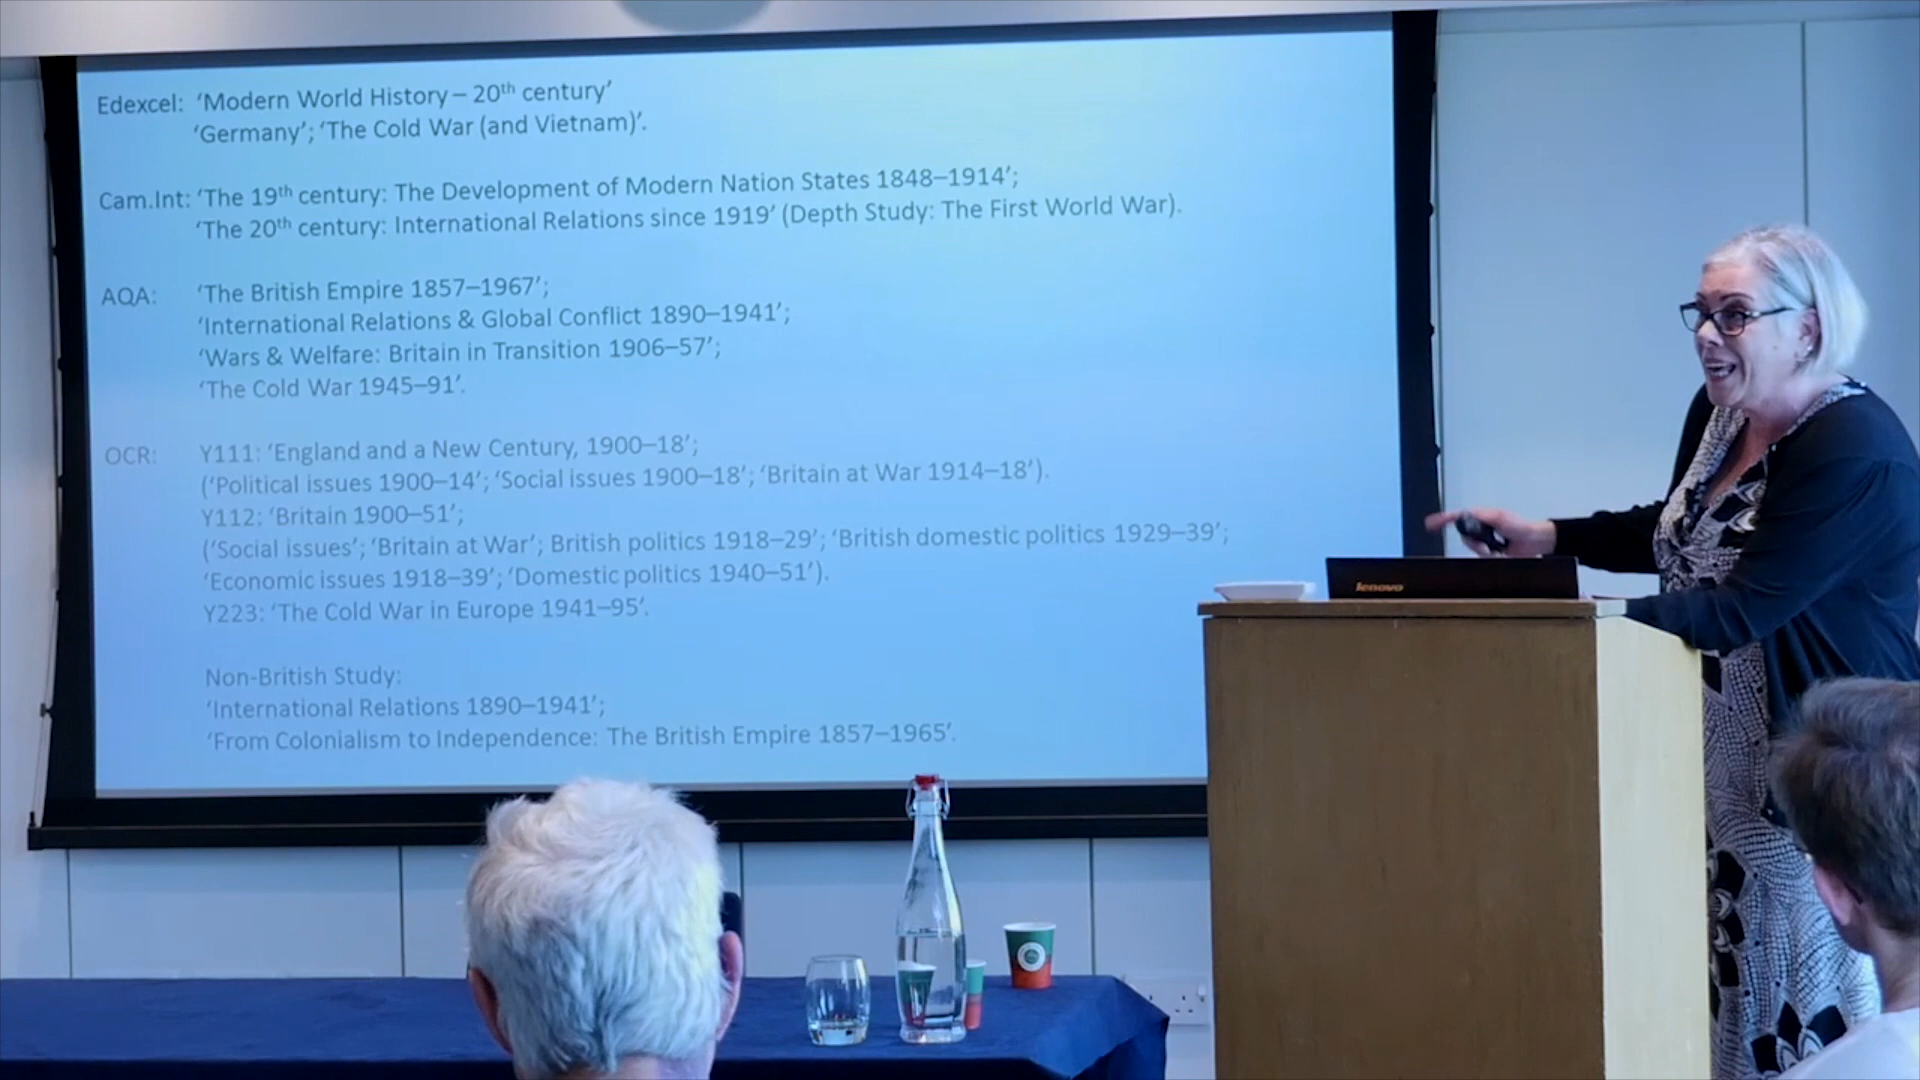 Edexcel: ‘Modern World History – 20th century’
‘Germany’; ‘The Cold War (and Vietnam)’.
Cam.Int: ‘The 19th century: The Development of Modern Nation States 1848–1914’;
‘The 20th century: International Relations since 1919’ (Depth Study: The First World War).
AQA: ‘The British Empire 1857–1967’;
‘International Relations & Global Conflict 1890–1941’;
‘Wars & Welfare: Britain in Transition 1906–57’;
‘The Cold War 1945–91’.
OCR: Y111: ‘England and a New Century, 1900–18’;
(‘Political issues 1900–14’; ‘Social issues 1900–18’; ‘Britain at War 1914–18’).
Y112: ‘Britain 1900–51’;
(‘Social issues’; ‘Britain at War’; British politics 1918–29’; ‘British domestic politics 1929–39’;
‘Economic issues 1918–39’; ‘Domestic politics 1940–51’).
Y223: ‘The Cold War in Europe 1941–95’.
Non-British Study:
‘International Relations 1890–1941’;
‘From Colonialism to Independence: The British Empire 1857–1965’.
lenovo